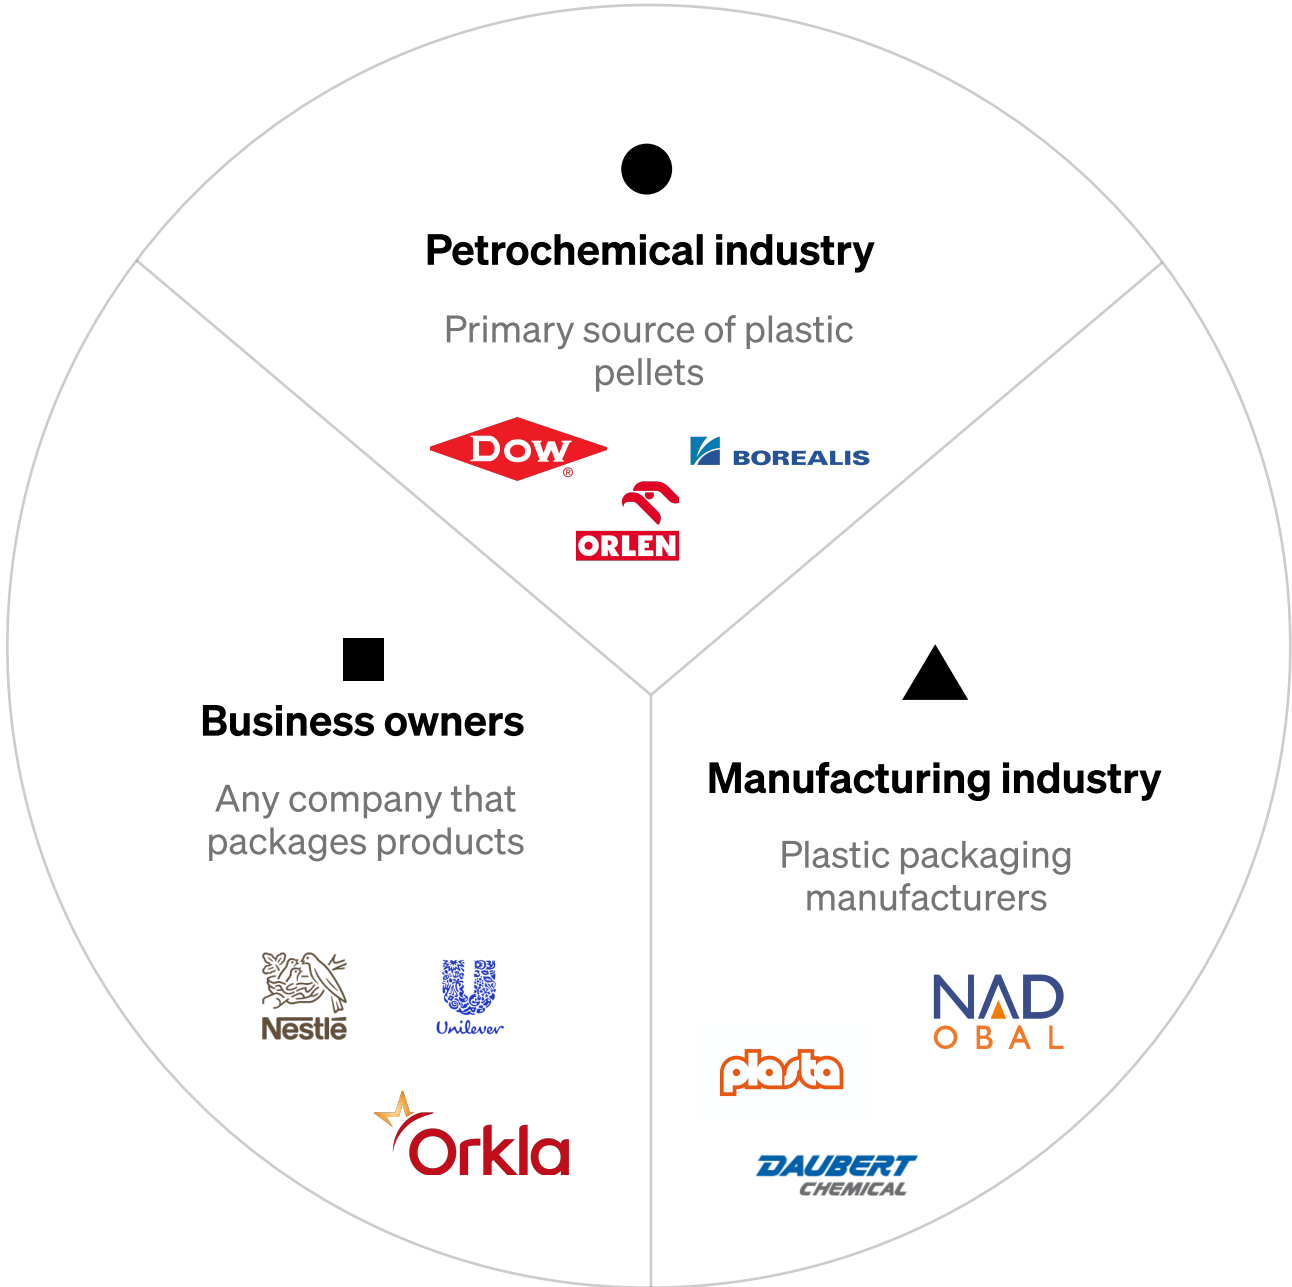 Petrochemical industry
Primary source of plastic
pellets
DOW
®
BOREALIS
ORLEN
Business owners
Any company that
packages products
Nestlé
Unilever
Orkla
Manufacturing industry
Plastic packaging
manufacturers
NAD
OBAL
plasta
DAUBERT
CHEMICAL